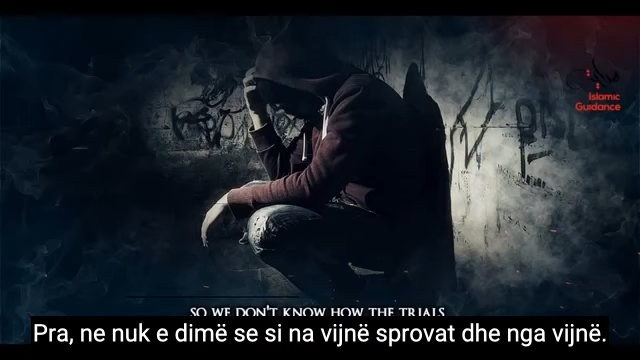 Islamic
Guidance
SO WE DON'T KNOW HOW THE TRIALS
Pra, ne nuk e dimë se si na vijnë sprovat dhe nga vijnë.